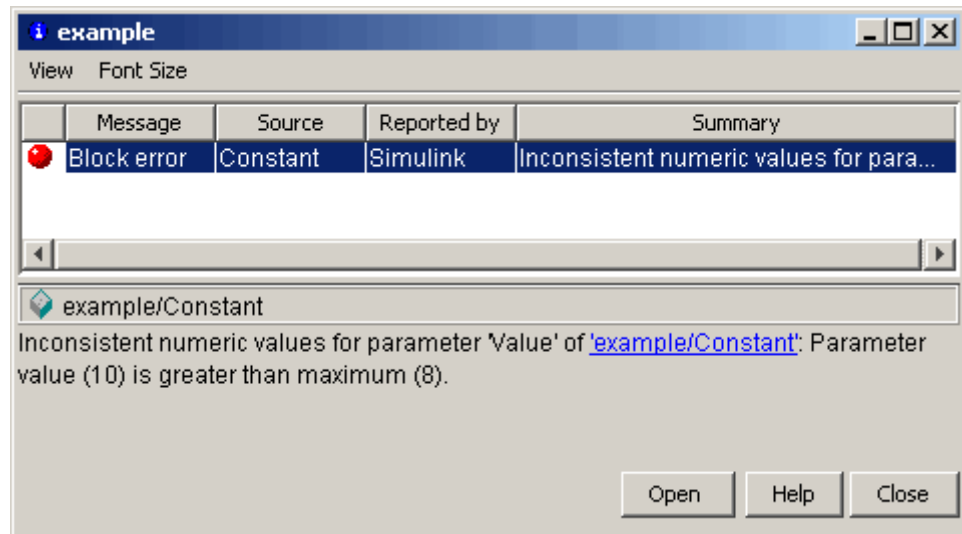 example
View Font Size
Message Source Reported by Summary
Block error Constant Simulink Inconsistent numeric values for para...
example/Constant
Inconsistent numeric values for parameter 'Value' of 'example/Constant': Parameter
value (10) is greater than maximum (8).
Open Help Close